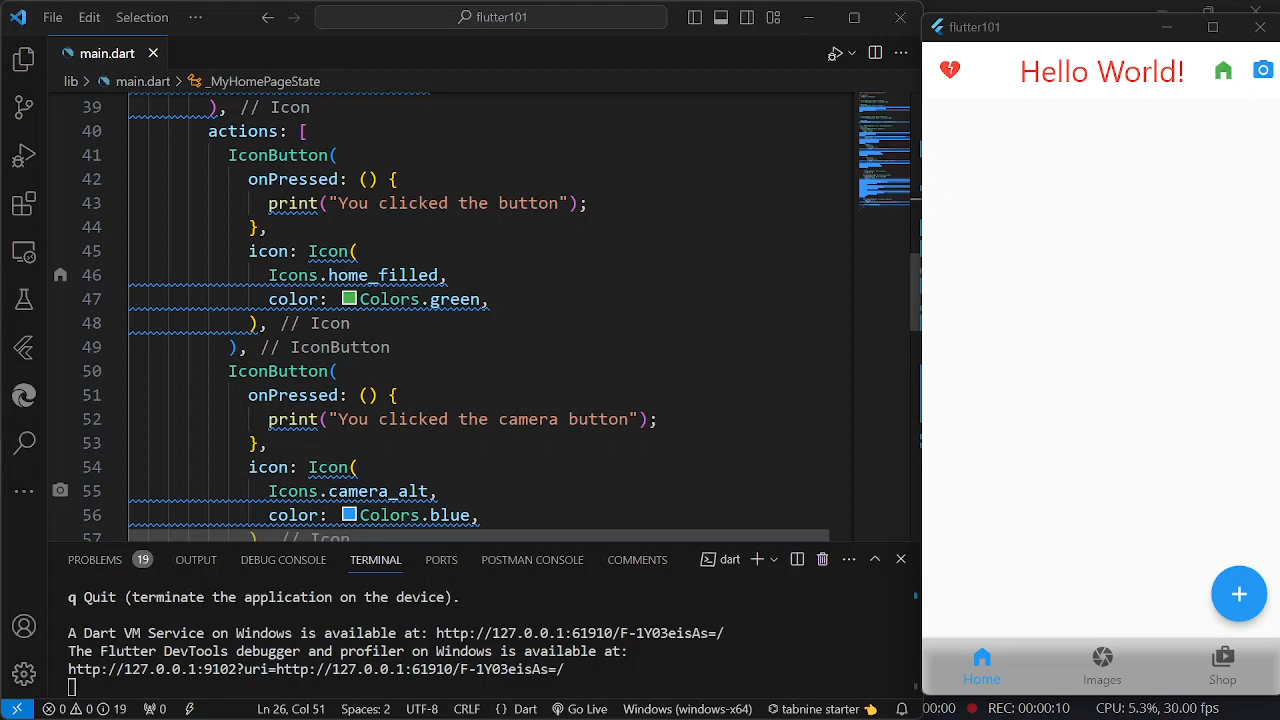 File Edit Selection ··· flutter101
main.dart
lib > main.dart > _MyHomePageState
39 ), // Icon
40 actions: [
41 IconButton(
42 onPressed: () {
43 print("You clicked the button");
44 },
45 icon: Icon(
46 Icons.home_filled,
47 color: Colors.green,
48 ), // Icon
49 ), // IconButton
50 IconButton(
51 onPressed: () {
52 print("You clicked the camera button");
53 },
54 icon: Icon(
55 Icons.camera_alt,
56 color: Colors.blue,
57 ) // Icon
PROBLEMS 19 OUTPUT DEBUG CONSOLE TERMINAL PORTS POSTMAN CONSOLE COMMENTS dart
q Quit (terminate the application on the device).
A Dart VM Service on Windows is available at: http://127.0.0.1:61910/F-1Y03eisAs=/
The Flutter DevTools debugger and profiler on Windows is available at:
http://127.0.0.1:9102?uri=http://127.0.0.1:61910/F-1Y03eisAs=/
0 0 19 0 Ln 26, Col 51 Spaces: 2 UTF-8 CRLF {} Dart Go Live Windows (windows-x64) tabnine starter
flutter101
Hello World!
Home Images Shop
00:00 REC: 00:00:10 CPU: 5.3%, 30.00 fps